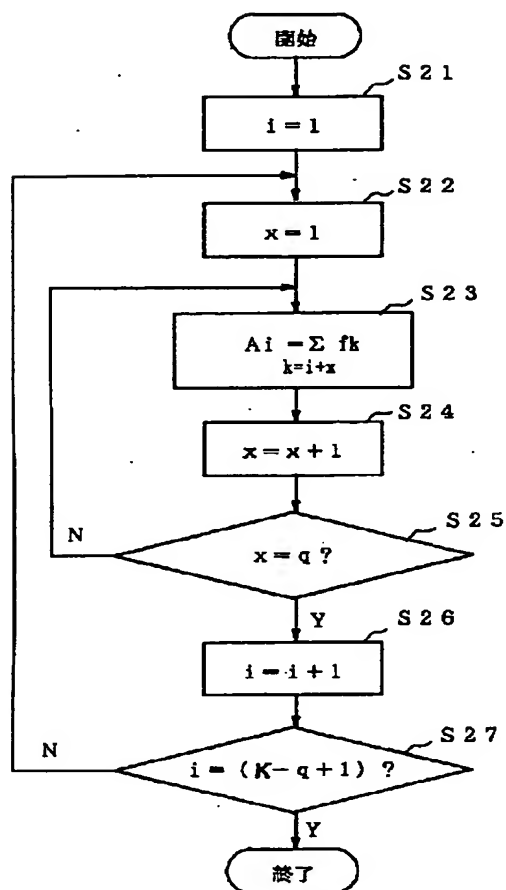 開始
S21
i=1
S22
x=1
S23
Ai=Σ fk
k=i+x
S24
x=x+1
S25
x=q?
N
Y
S26
i=i+1
S27
i=(K-q+1)?
N
Y
終了